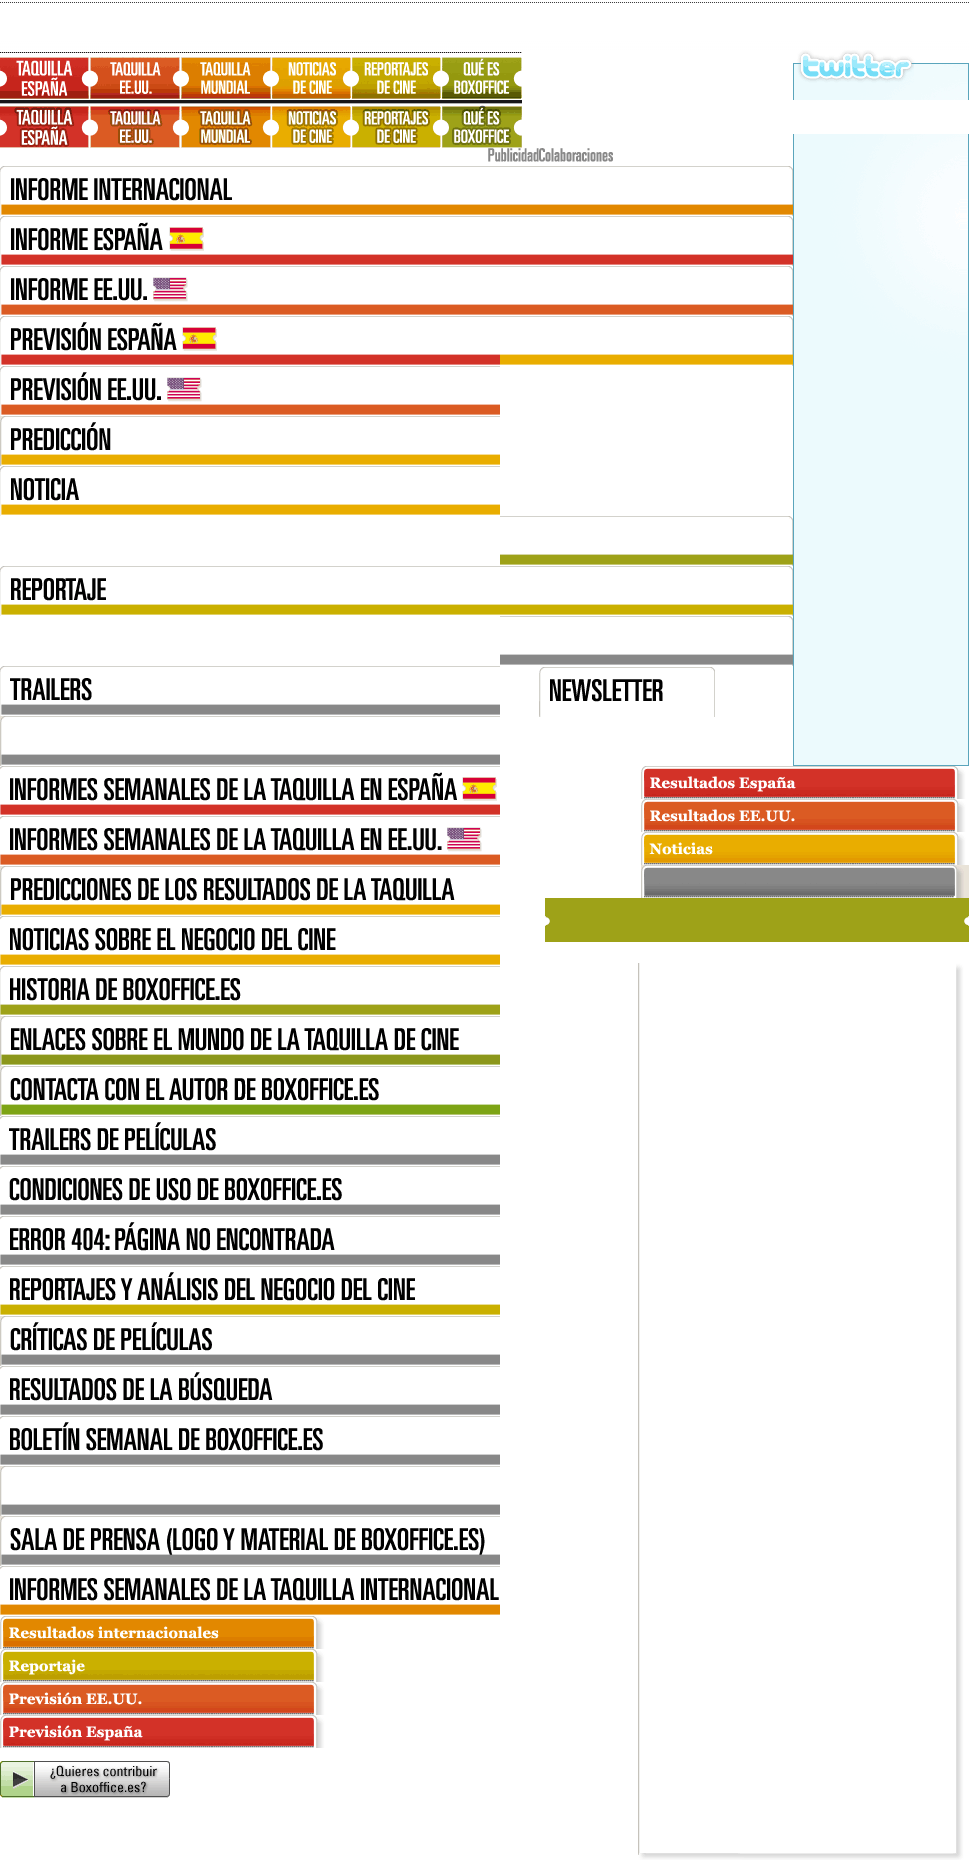 TAQUILLA ESPAÑA
TAQUILLA EE.UU.
TAQUILLA MUNDIAL
NOTICIAS DE CINE
REPORTAJES DE CINE
QUÉ ES BOXOFFICE
twitter
TAQUILLA ESPAÑA
TAQUILLA EE.UU.
TAQUILLA MUNDIAL
NOTICIAS DE CINE
REPORTAJES DE CINE
QUÉ ES BOXOFFICE
PublicidadColaboraciones
INFORME INTERNACIONAL
INFORME ESPAÑA
INFORME EE.UU.
PREVISIÓN ESPAÑA
PREVISIÓN EE.UU.
PREDICCIÓN
NOTICIA
REPORTAJE
TRAILERS
NEWSLETTER
INFORMES SEMANALES DE LA TAQUILLA EN ESPAÑA
Resultados España
Resultados EE.UU.
INFORMES SEMANALES DE LA TAQUILLA EN EE.UU.
Noticias
PREDICCIONES DE LOS RESULTADOS DE LA TAQUILLA
NOTICIAS SOBRE EL NEGOCIO DEL CINE
HISTORIA DE BOXOFFICE.ES
ENLACES SOBRE EL MUNDO DE LA TAQUILLA DE CINE
CONTACTA CON EL AUTOR DE BOXOFFICE.ES
TRAILERS DE PELÍCULAS
CONDICIONES DE USO DE BOXOFFICE.ES
ERROR 404: PÁGINA NO ENCONTRADA
REPORTAJES Y ANÁLISIS DEL NEGOCIO DEL CINE
CRÍTICAS DE PELÍCULAS
RESULTADOS DE LA BÚSQUEDA
BOLETÍN SEMANAL DE BOXOFFICE.ES
SALA DE PRENSA (LOGO Y MATERIAL DE BOXOFFICE.ES)
INFORMES SEMANALES DE LA TAQUILLA INTERNACIONAL
Resultados internacionales
Reportaje
Previsión EE.UU.
Previsión España
¿Quieres contribuir
a Boxoffice.es?